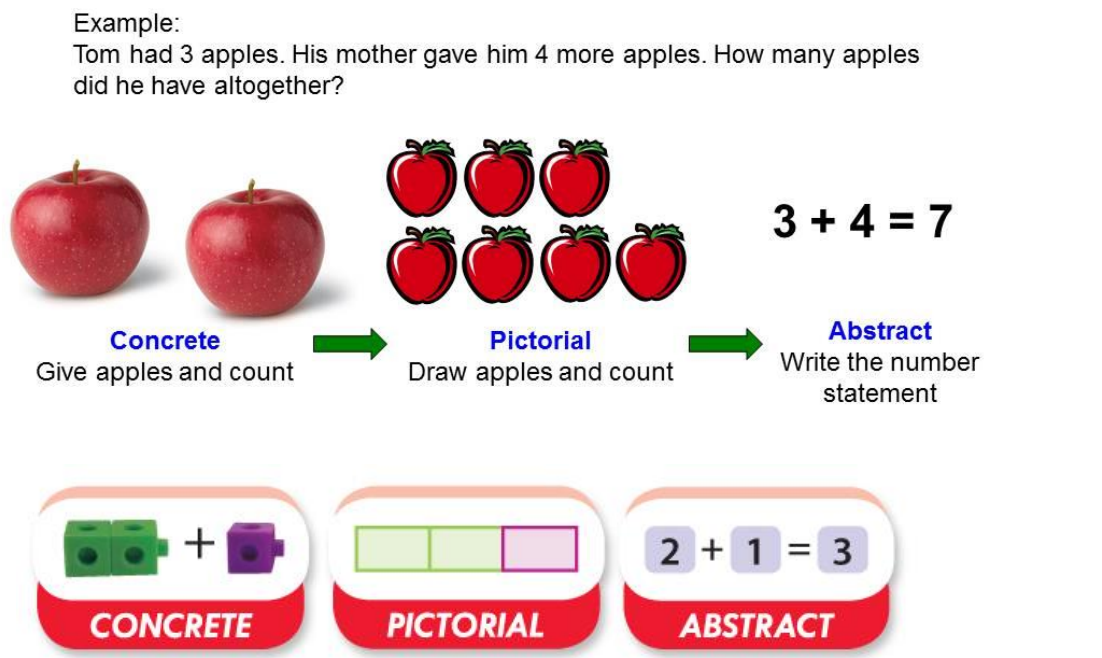 Example:
Tom had 3 apples. His mother gave him 4 more apples. How many apples
did he have altogether?
3 + 4 = 7
Concrete
Give apples and count
Pictorial
Draw apples and count
Abstract
Write the number
statement
+
2 + 1 = 3
CONCRETE
PICTORIAL
ABSTRACT